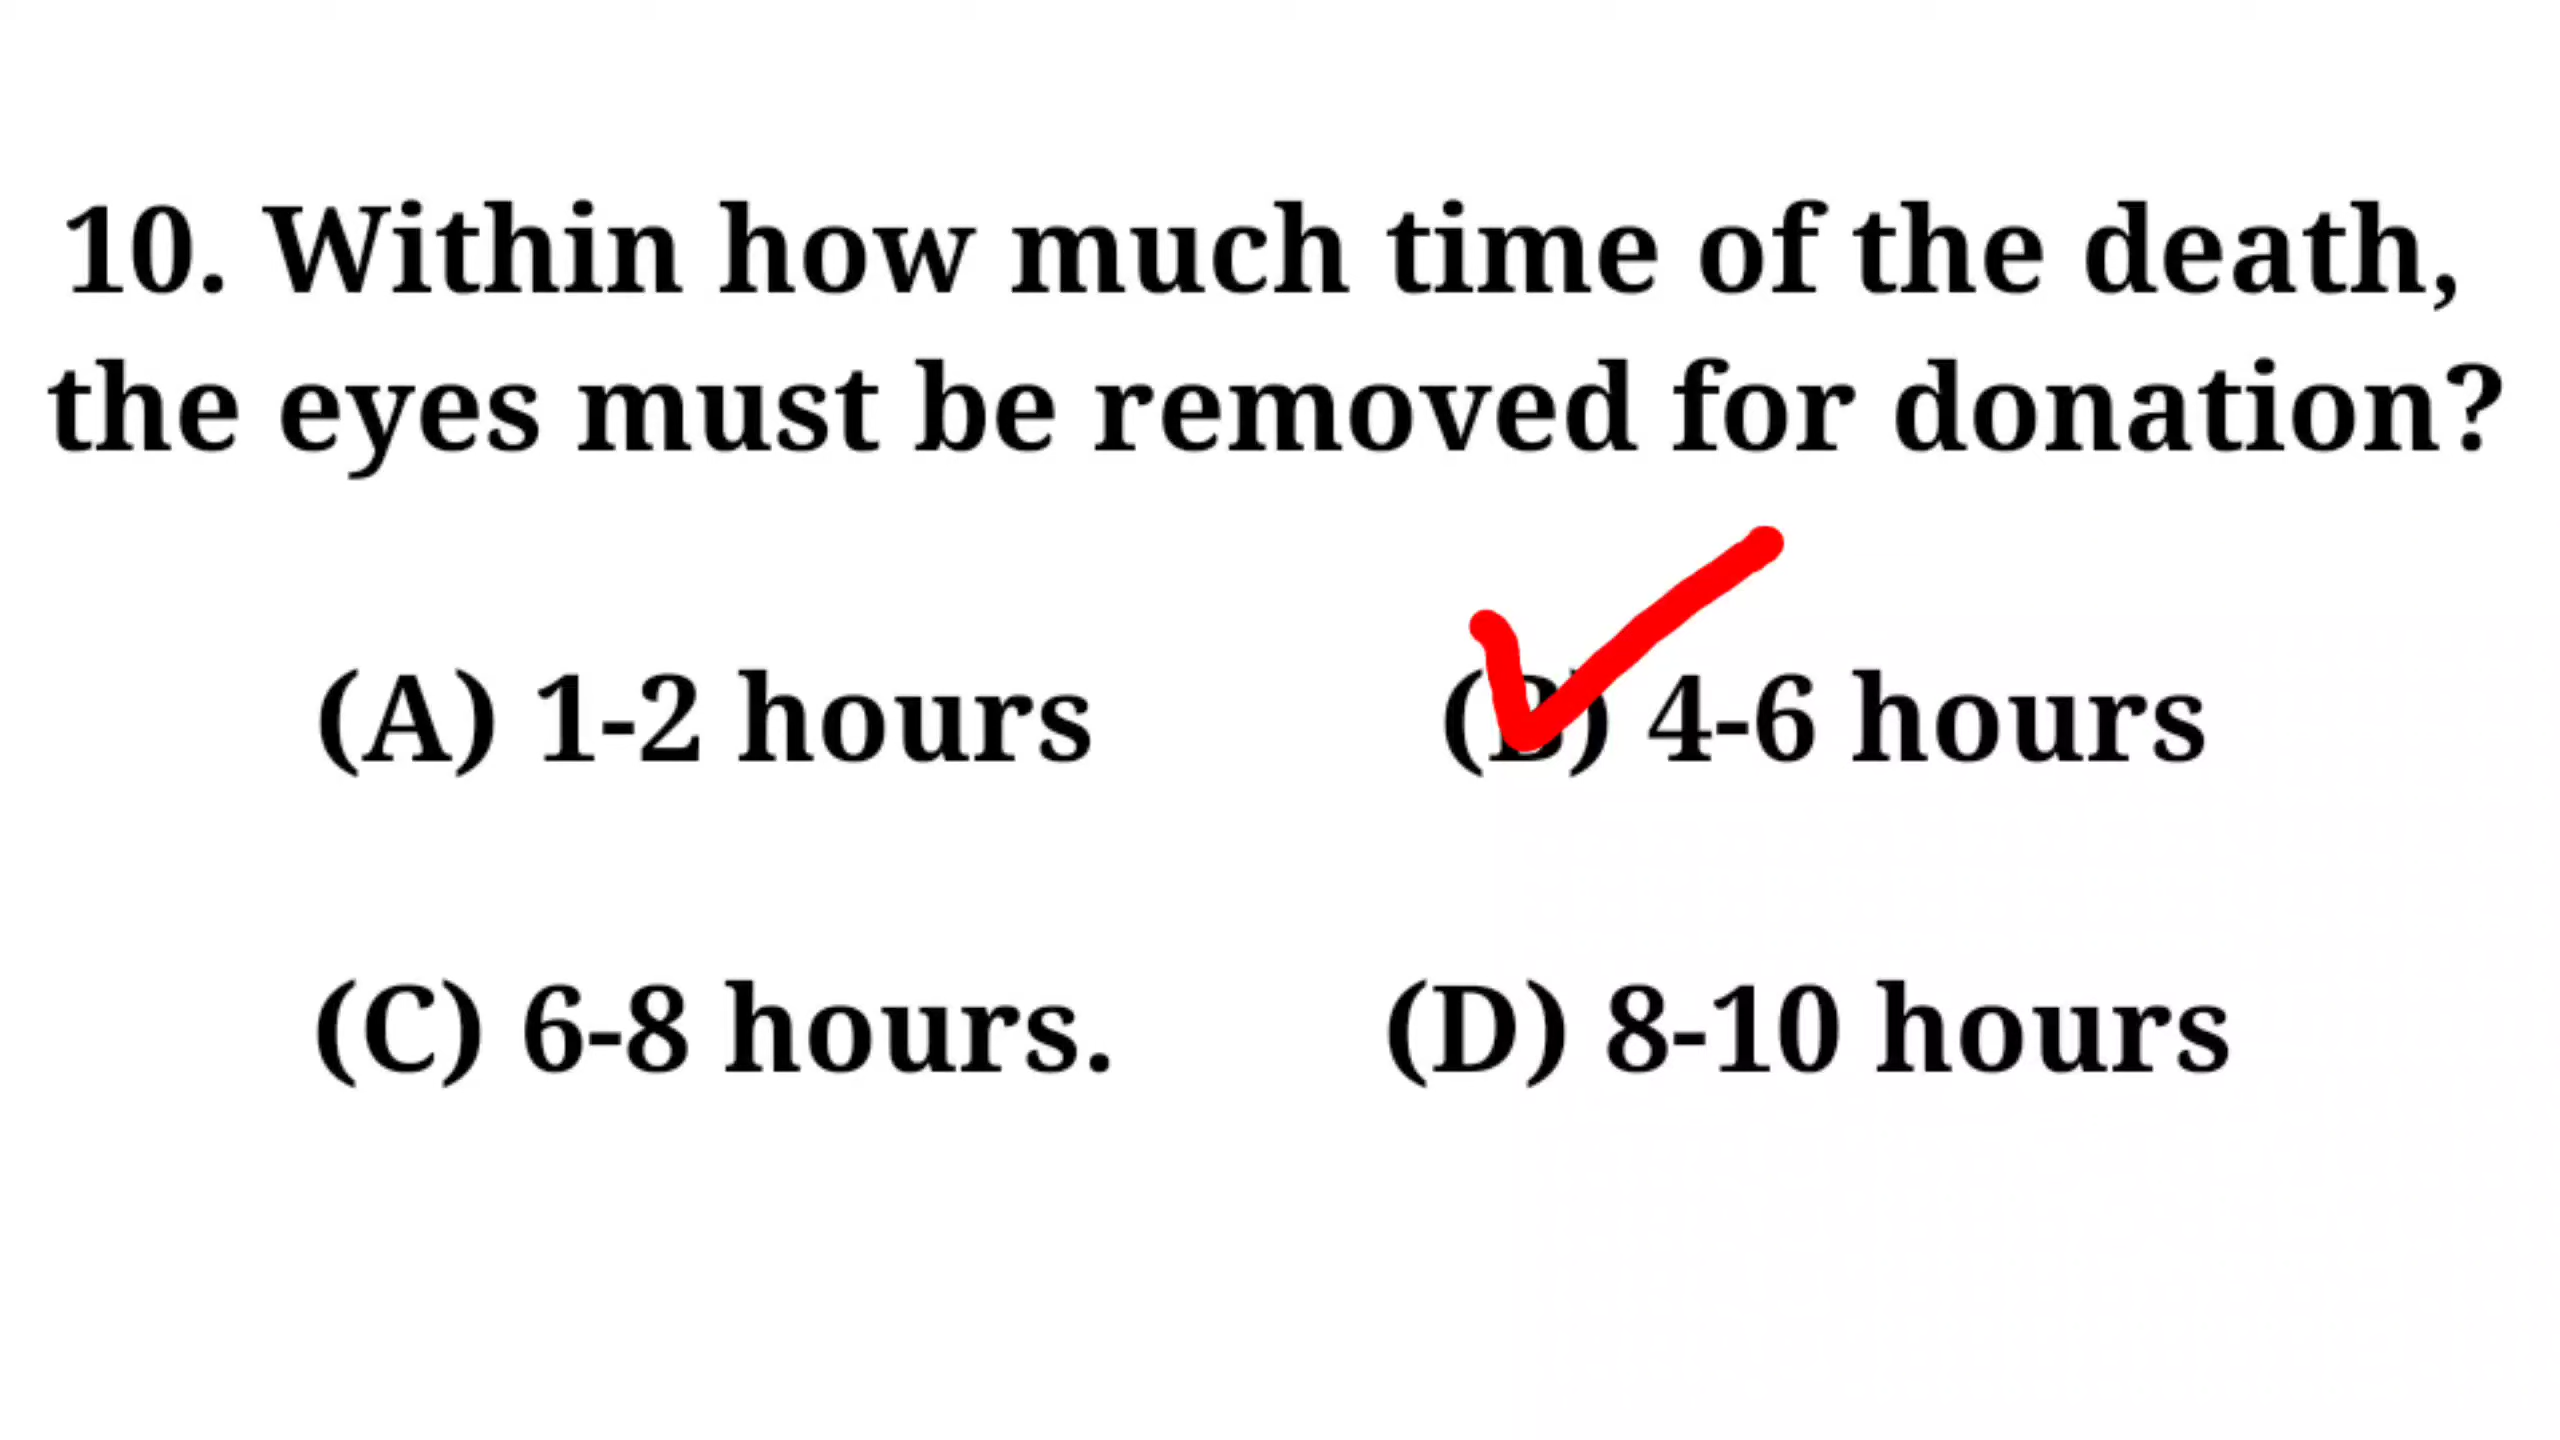 10. Within how much time of the death,
the eyes must be removed for donation?
(A) 1-2 hours (B) 4-6 hours
(C) 6-8 hours. (D) 8-10 hours